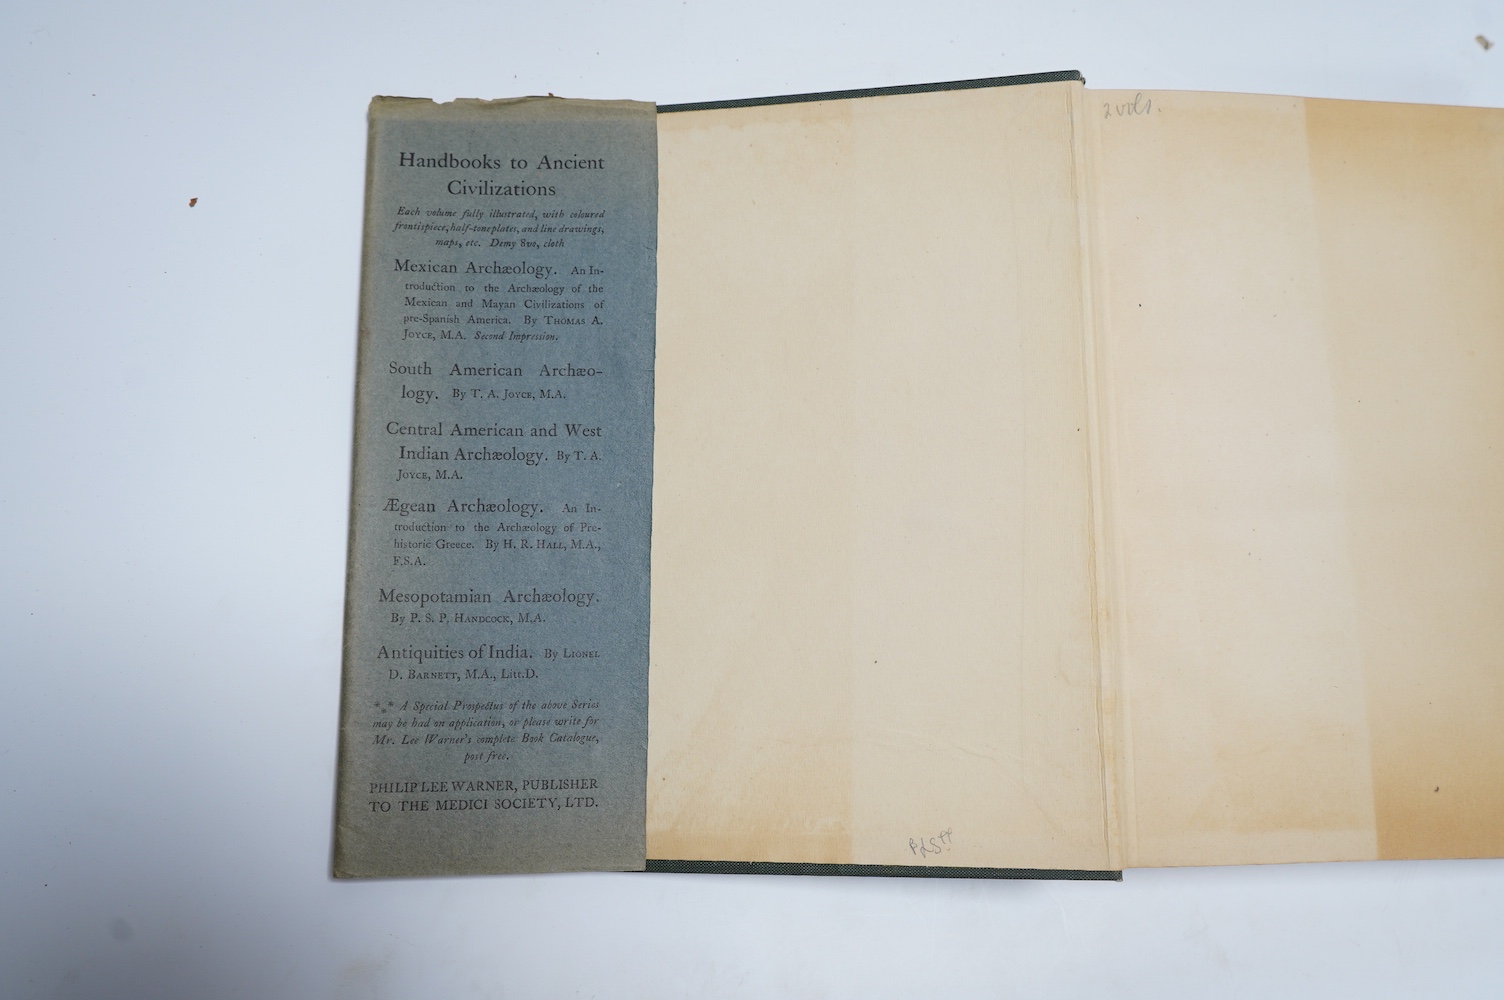 Handbooks to Ancient
Civilizations
Each volume fully illustrated, with coloured
frontispiece, half-tone plates, and line drawings,
maps, etc. Demy 8vo, cloth
Mexican Archæology. An In-
troduction to the Archæology of the
Mexican and Mayan Civilizations of
pre-Spanish America. By THOMAS A.
JOYCE, M.A. Second Impression.
South American Archæo-
logy. By T. A. JOYCE, M.A.
Central American and West
Indian Archæology. By T. A.
JOYCE, M.A.
Ægean Archæology. An In-
troduction to the Archæology of Pre-
historic Greece. By H. R. HALL, M.A.,
F.S.A.
Mesopotamian Archæology.
By P. S. P. HANDCOCK, M.A.
Antiquities of India. By LIONEL
D. BARNETT, M.A., Litt.D.
*** A Special Prospectus of the above Series
may be had on application, or please write for
Mr. Lee Warner's complete Book Catalogue,
post free.
PHILIP LEE WARNER, PUBLISHER
TO THE MEDICI SOCIETY, LTD.
2 vols.